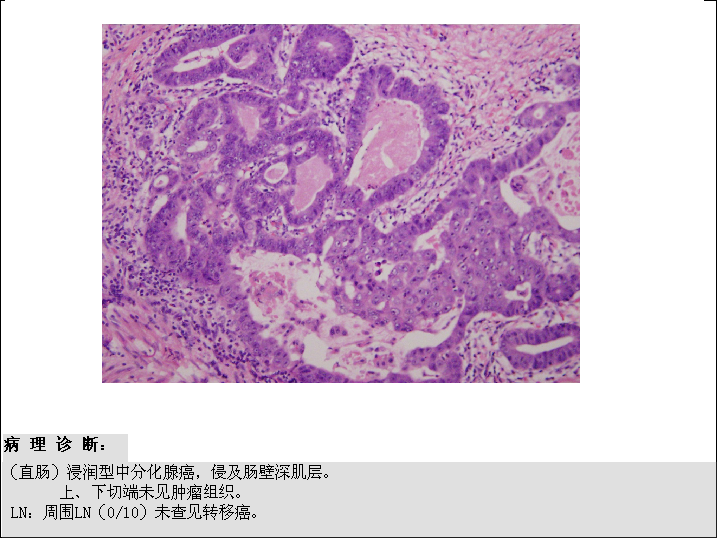 病 理 诊 断：
（直肠）浸润型中分化腺癌，侵及肠壁深肌层。
上、下切端未见肿瘤组织。
LN：周围LN（0/10）未查见转移癌。